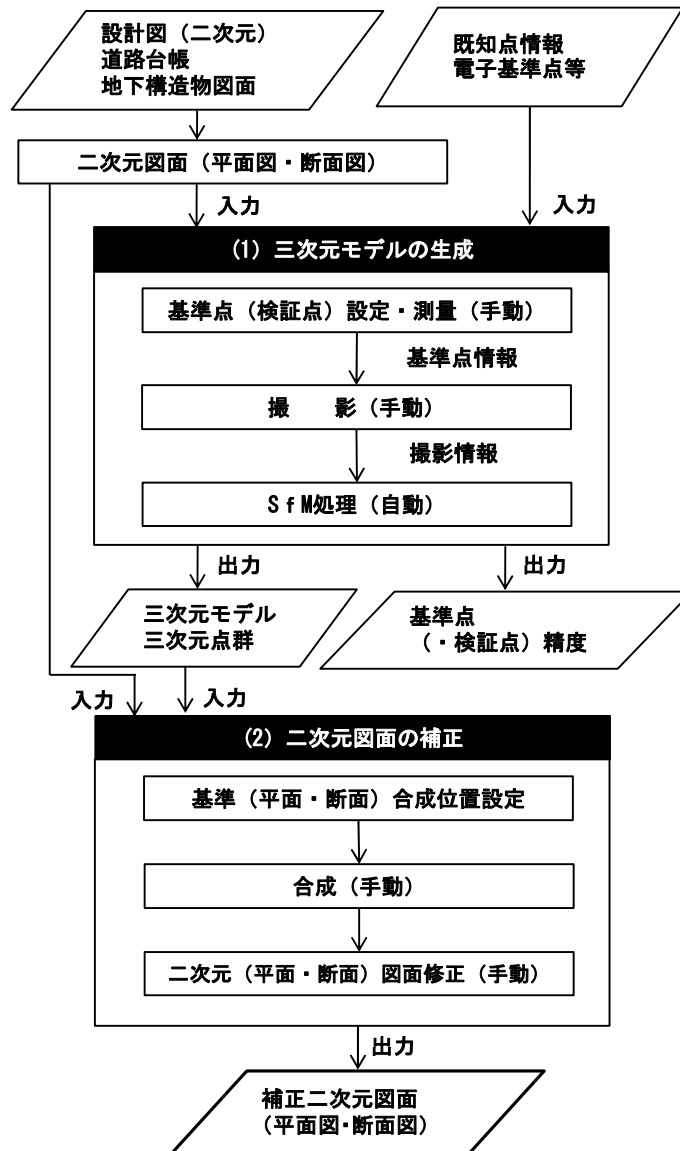 設計図（二次元）
道路台帳
地下構造物図面
既知点情報
電子基準点等
二次元図面（平面図・断面図）
入力
入力
(1) 三次元モデルの生成
基準点（検証点）設定・測量（手動）
基準点情報
撮　　影（手動）
撮影情報
ＳｆＭ処理（自動）
出力
出力
三次元モデル
三次元点群
基準点
（・検証点）精度
入力
入力
(2) 二次元図面の補正
基準（平面・断面）合成位置設定
合成（手動）
二次元（平面・断面）図面修正（手動）
出力
補正二次元図面
（平面図・断面図）